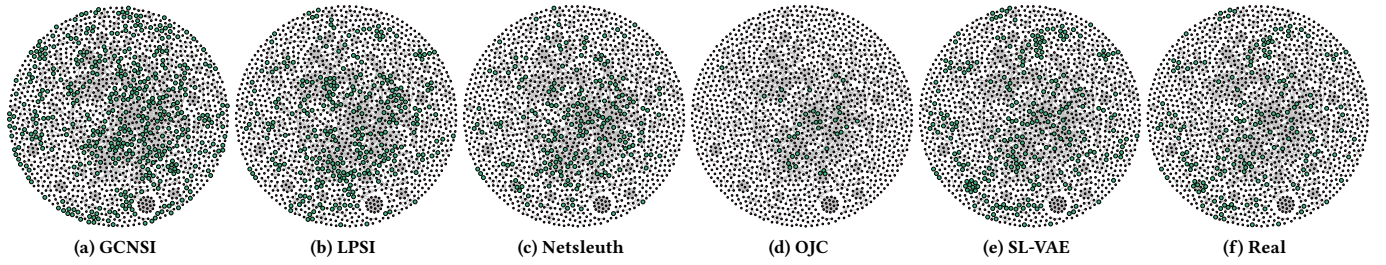 (a) GCNSI
(b) LPSI
(c) Netsleuth
(d) OJC
(e) SL-VAE
(f) Real